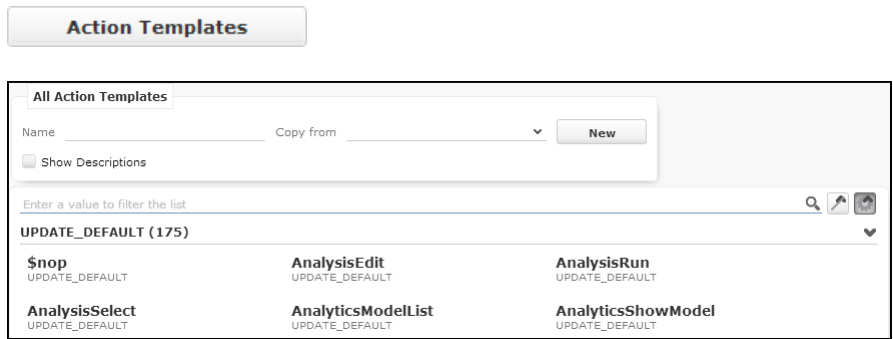 Action Templates
All Action Templates
Name Copy from New
Show Descriptions
Enter a value to filter the list
UPDATE_DEFAULT (175)
$nop AnalysisEdit AnalysisRun
UPDATE_DEFAULT UPDATE_DEFAULT UPDATE_DEFAULT
AnalysisSelect AnalyticsModelList AnalyticsShowModel
UPDATE_DEFAULT UPDATE_DEFAULT UPDATE_DEFAULT